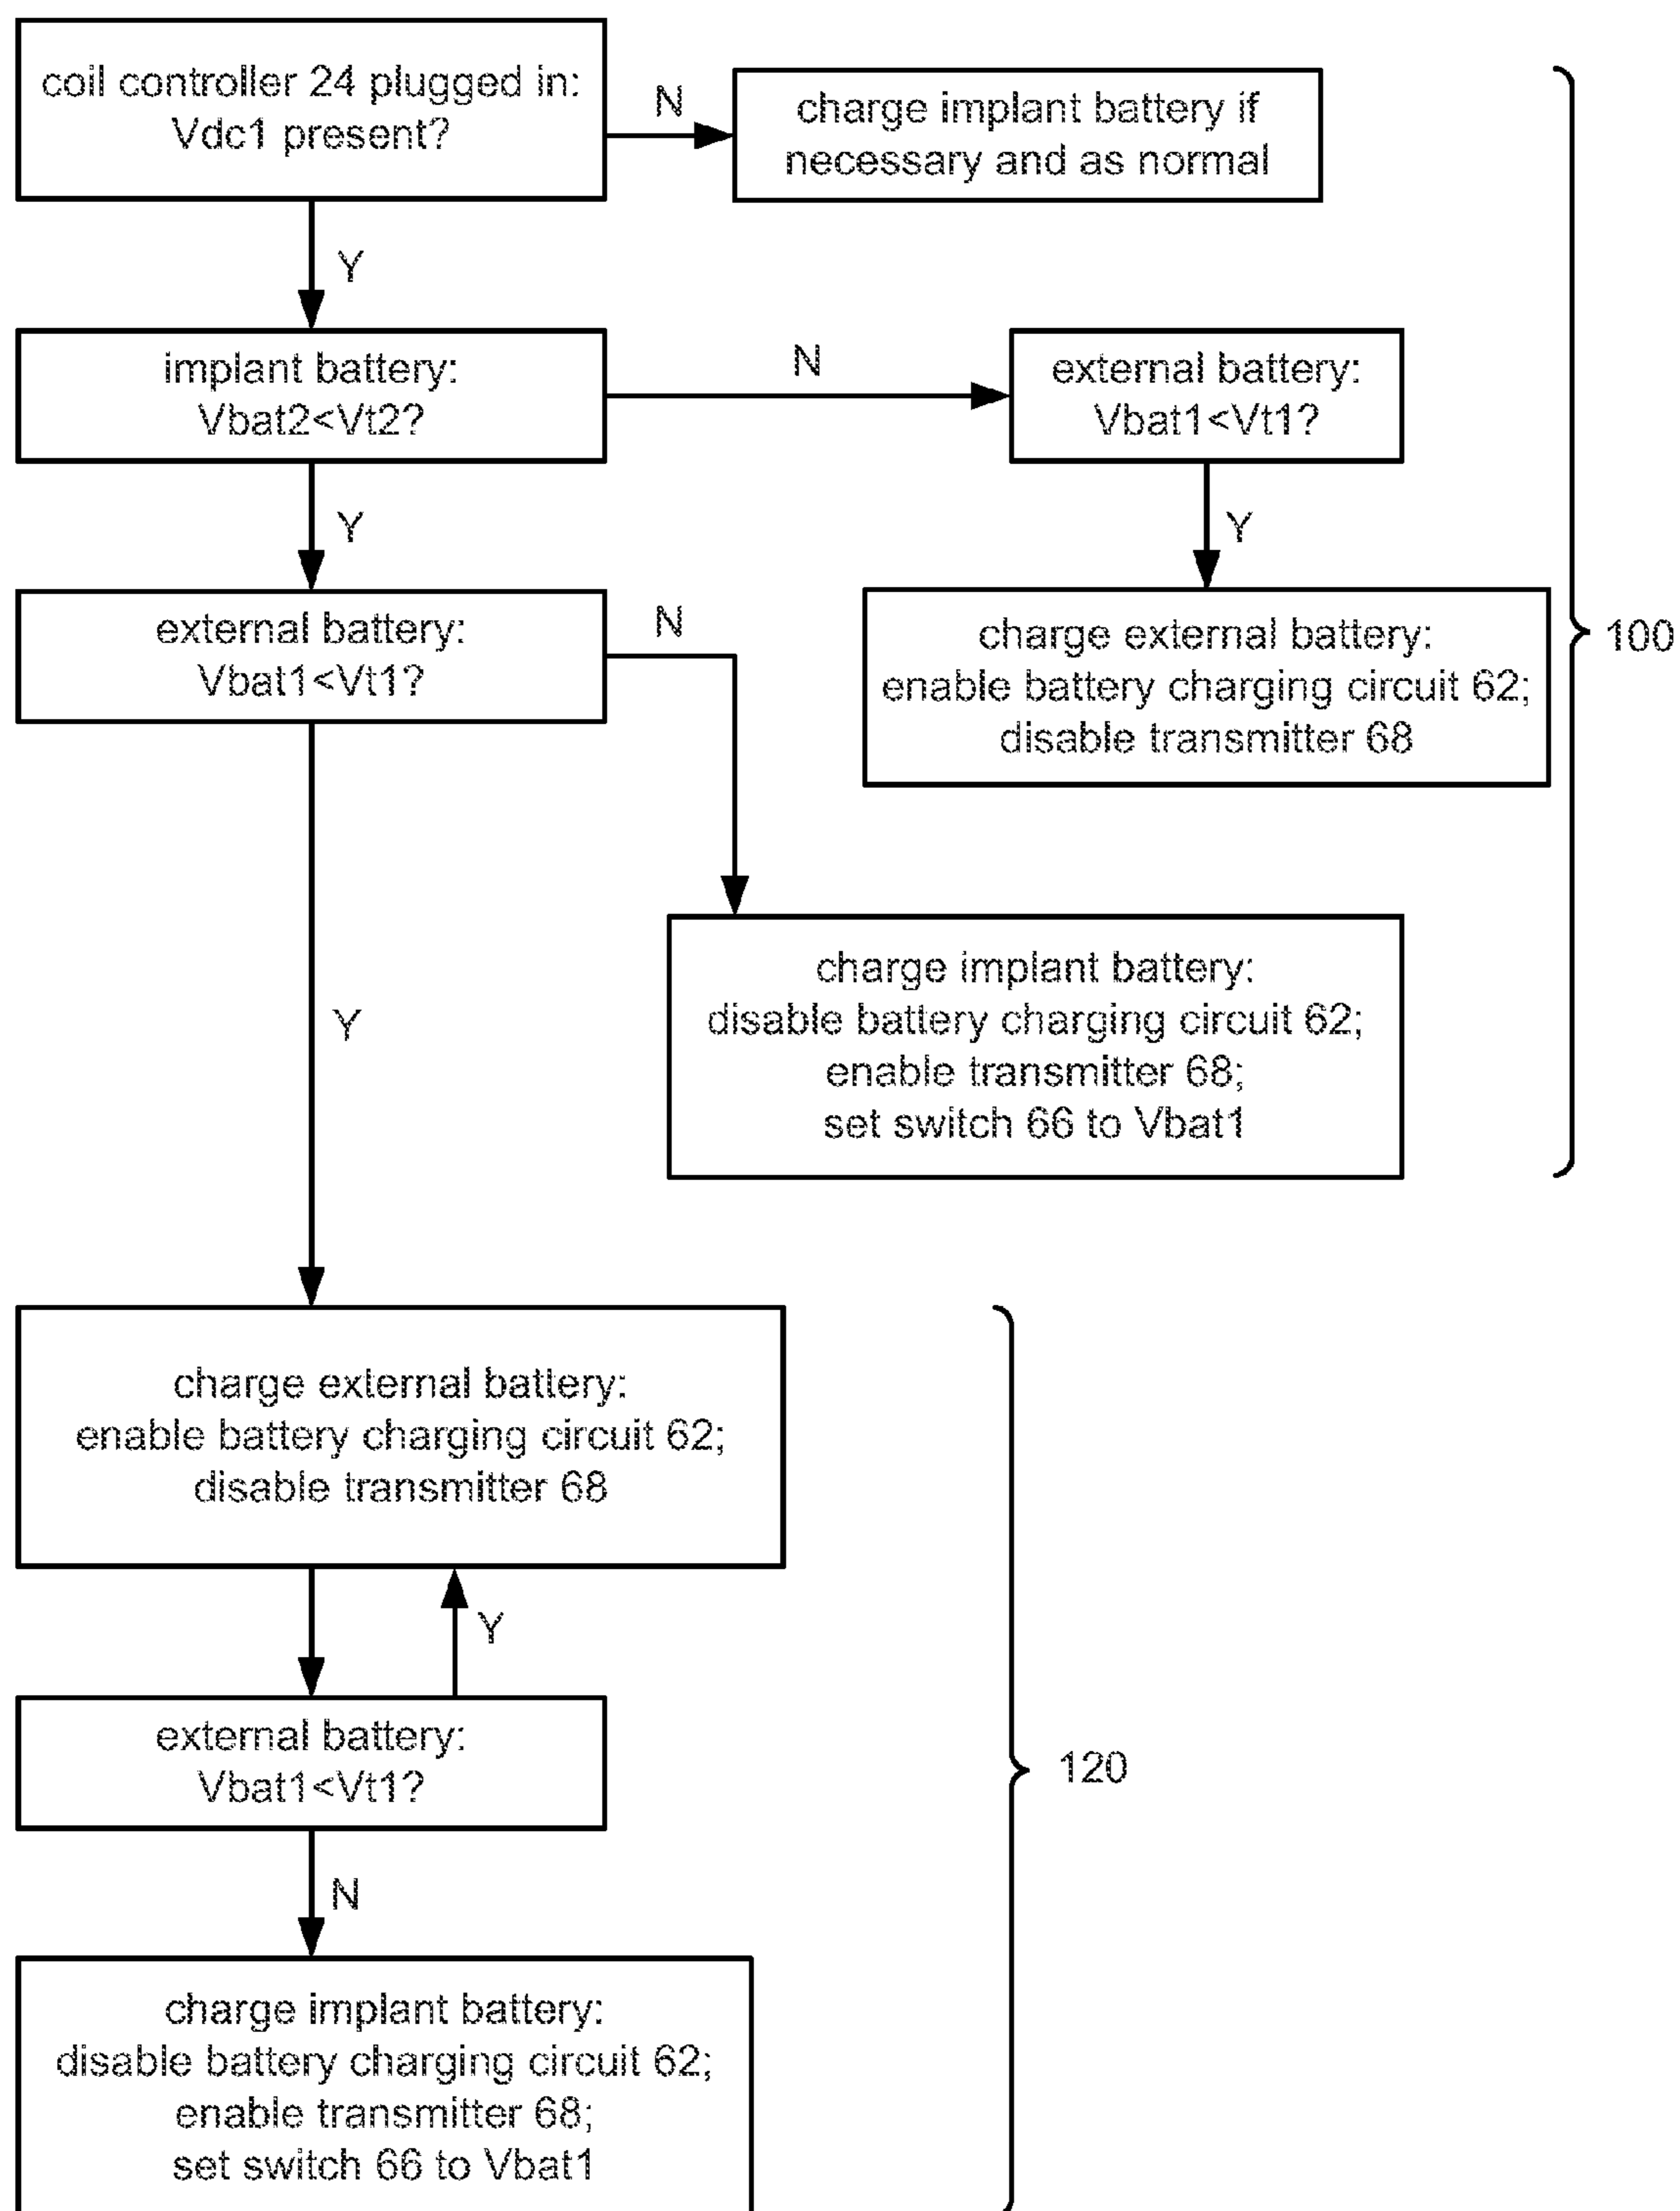 coil controller 24 plugged in:
Vdc1 present?
N
charge implant battery if
necessary and as normal
Y
implant battery:
Vbat2<Vt2?
N
external battery:
Vbat1<Vt1?
Y
Y
external battery:
Vbat1<Vt1?
N
charge external battery:
enable battery charging circuit 62;
disable transmitter 68
100
Y
charge implant battery:
disable battery charging circuit 62;
enable transmitter 68;
set switch 66 to Vbat1
charge external battery:
enable battery charging circuit 62;
disable transmitter 68
Y
external battery:
Vbat1<Vt1?
120
N
charge implant battery:
disable battery charging circuit 62;
enable transmitter 68;
set switch 66 to Vbat1